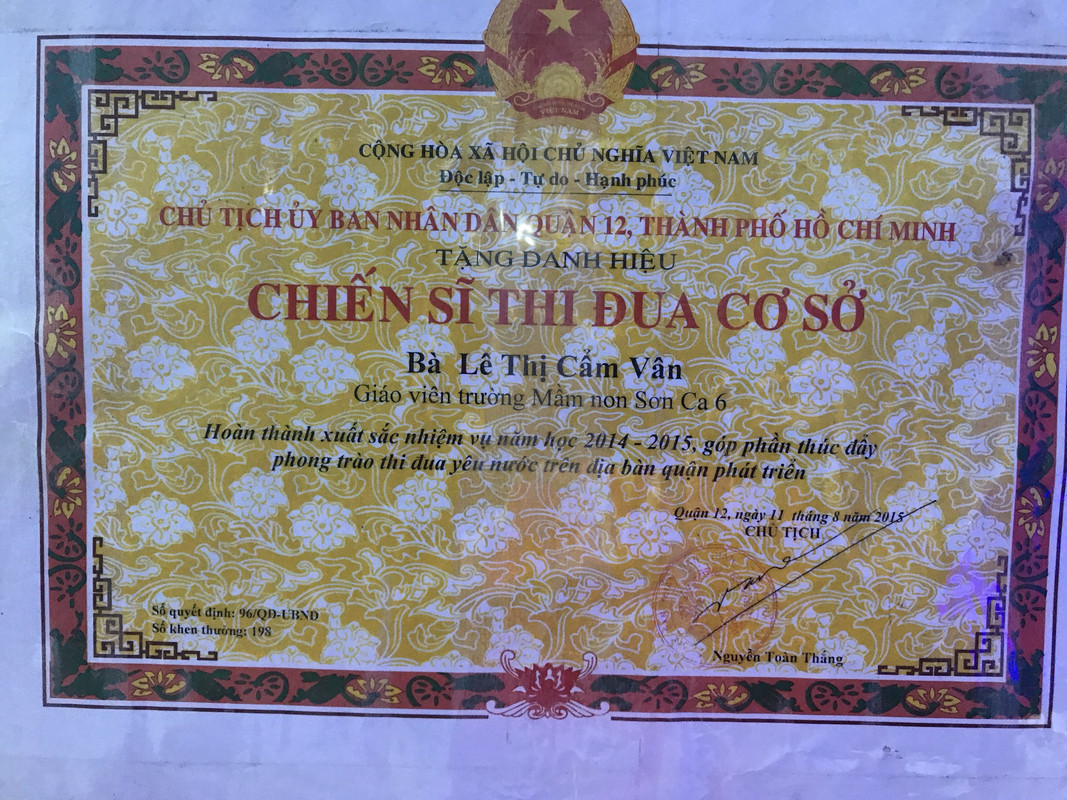 VIỆT NAM
CỘNG HÒA XÃ HỘI CHỦ NGHĨA VIỆT NAM
Độc lập - Tự do - Hạnh phúc
CHỦ TỊCH ỦY BAN NHÂN DÂN QUẬN 12, THÀNH PHỐ HỒ CHÍ MINH
TẶNG DANH HIỆU
CHIẾN SĨ THI ĐUA CƠ SỞ
Bà Lê Thị Cẩm Vân
Giáo viên trường Mầm non Sơn Ca 6
Hoàn thành xuất sắc nhiệm vụ năm học 2014 - 2015, góp phần thúc đẩy
phong trào thi đua yêu nước trên địa bàn quận phát triển
Quận 12, ngày 11 tháng 8 năm 2015
CHỦ TỊCH
Số quyết định: 96/QĐ-UBND
Số khen thưởng: 198
Nguyễn Toàn Thắng